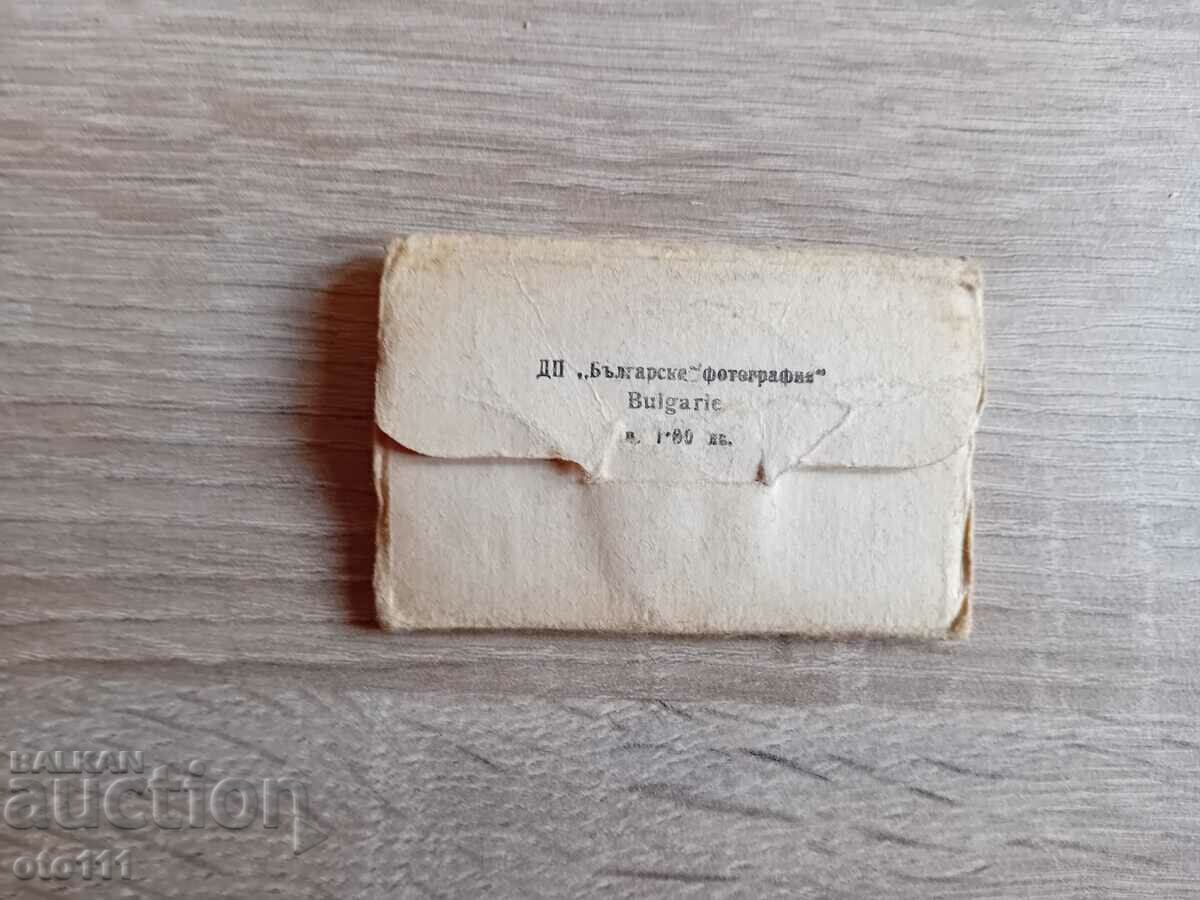 ДП „Българска фотография"
Bulgarie
ц. 1·80 лв.
BALKAN
auction
oto111